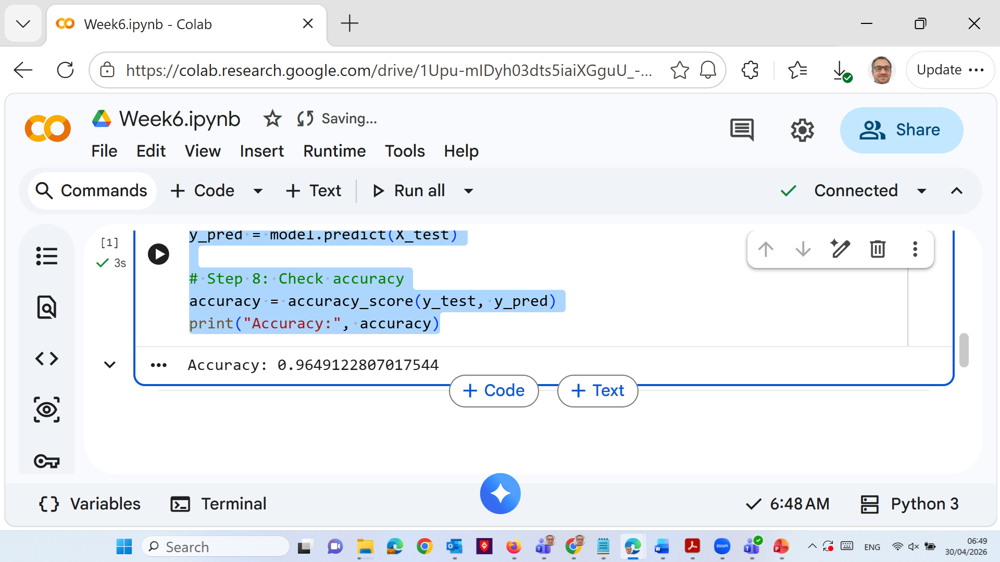 Week6.ipynb - Colab
https://colab.research.google.com/drive/1Upu-mIDyh03dts5iaiXGguU_-...
Update
Week6.ipynb
Saving...
File Edit View Insert Runtime Tools Help
Share
Commands + Code + Text Run all
Connected
[1]
3s
y_pred = model.predict(X_test)
# Step 8: Check accuracy
accuracy = accuracy_score(y_test, y_pred)
print("Accuracy:", accuracy)
Accuracy: 0.9649122807017544
+ Code + Text
Variables Terminal
6:48 AM Python 3
Search
zoom
ENG
06:49
30/04/2026